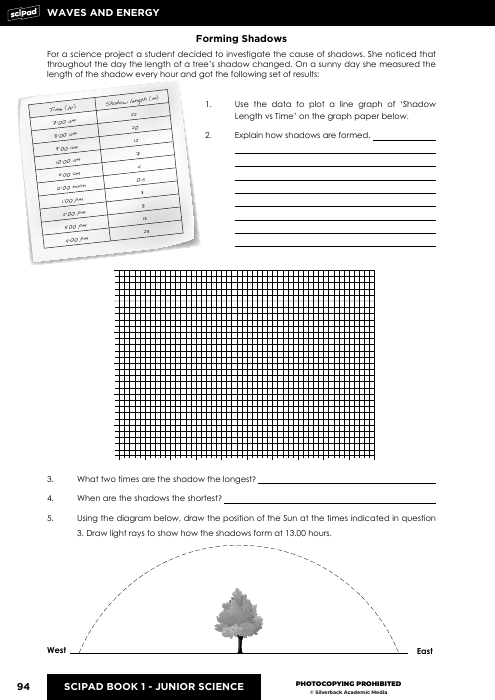 scipad WAVES AND ENERGY
Forming Shadows
For a science project a student decided to investigate the cause of shadows. She noticed that
throughout the day the length of a tree's shadow changed. On a sunny day she measured the
length of the shadow every hour and got the following set of results:
Time Shadow length (m)
7:00 am 22
8:00 am 20
9:00 am 12
10:00 am 7
am 4
12:00 noon 0.5
1:00 pm 3
2:00 pm 8
pm
4:00 pm
1. Use the data to plot a line graph of 'Shadow
Length vs Time' on the graph paper below.
2. Explain how shadows are formed.
3. What two times are the shadow the longest?
4. When are the shadows the shortest?
5. Using the diagram below, draw the position of the Sun at the times indicated in question
3. Draw light rays to show how the shadows form at 13.00 hours.
West East
94 SCIPAD BOOK 1 - JUNIOR SCIENCE
PHOTOCOPYING PROHIBITED
© Silverback Academic Media